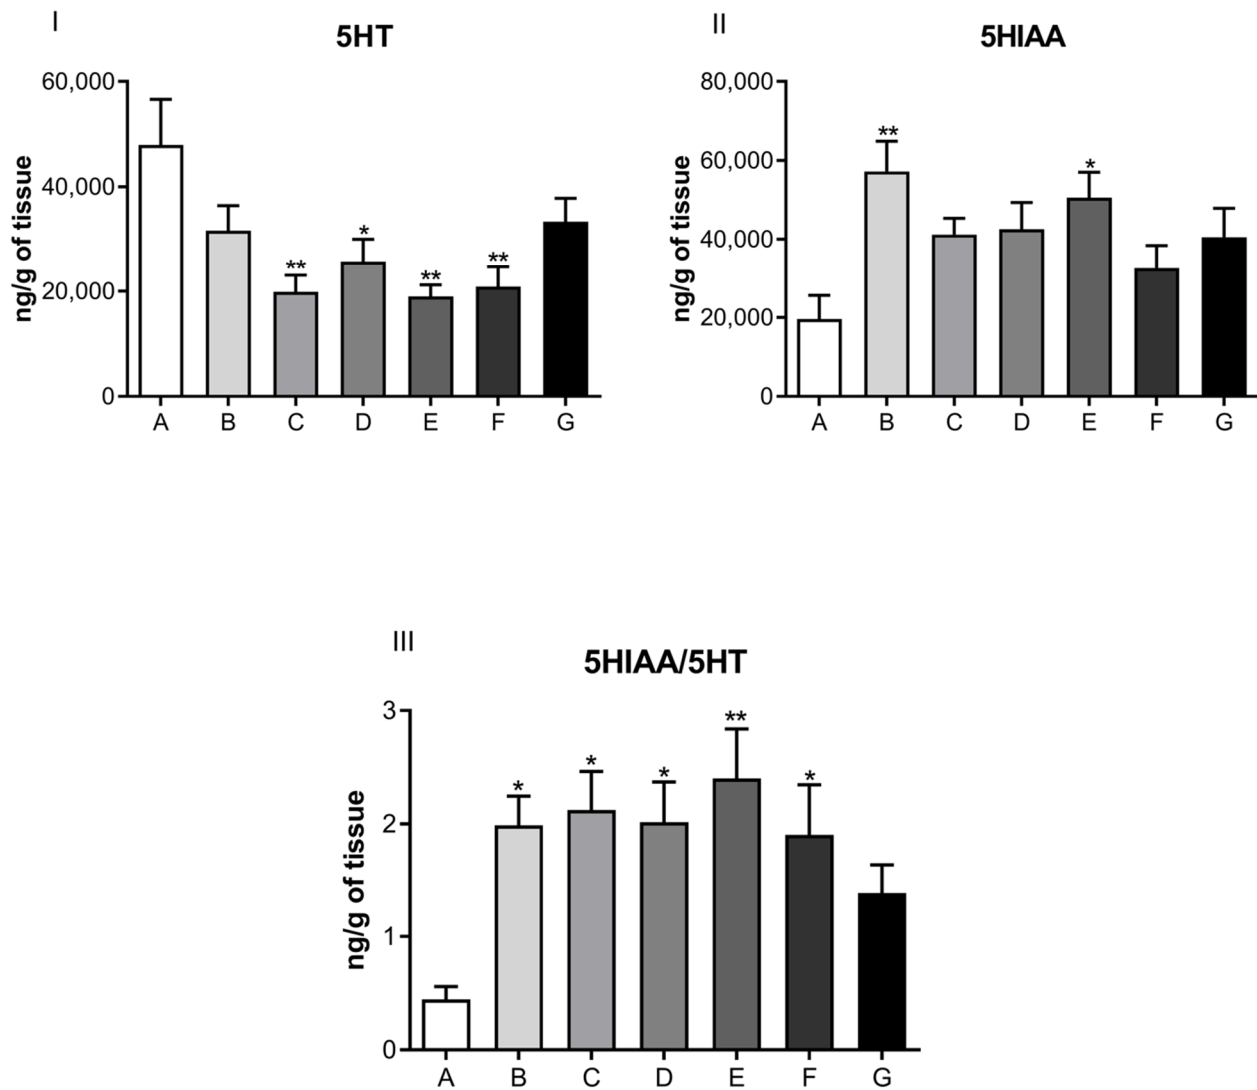 I
5HT
ng/g of tissue
60,000
40,000
20,000
0
** 
*
**
**
A B C D E F G
II
5HIAA
ng/g of tissue
80,000
60,000
40,000
20,000
0
**
*
A B C D E F G
III
5HIAA/5HT
ng/g of tissue
3
2
1
0
*
*
*
**
*
A B C D E F G